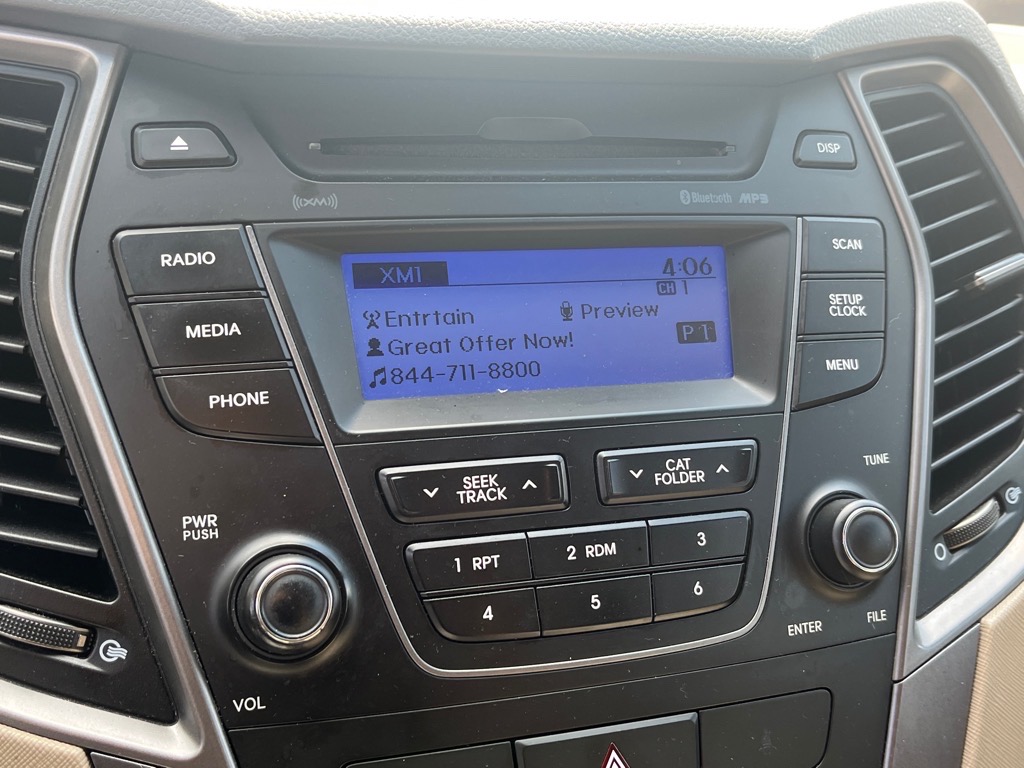 DISP
((XM))
Bluetooth MP3
RADIO
MEDIA
PHONE
XM1 4:06
CH 1
Entrtain Preview
Great Offer Now! P1
844-711-8800
SCAN
SETUP
CLOCK
MENU
SEEK
TRACK
CAT
FOLDER
TUNE
PWR
PUSH
1 RPT 2 RDM 3
4 5 6
VOL
ENTER FILE
O